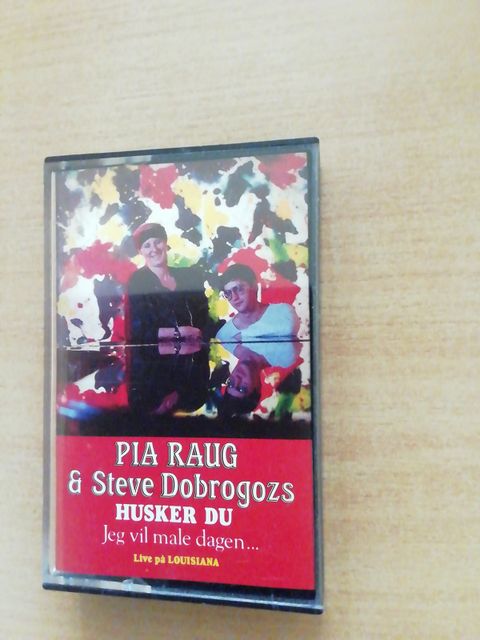 PIA RAUG
& Steve Dobrogozs
HUSKER DU
Jeg vil male dagen...
Live på LOUISIANA